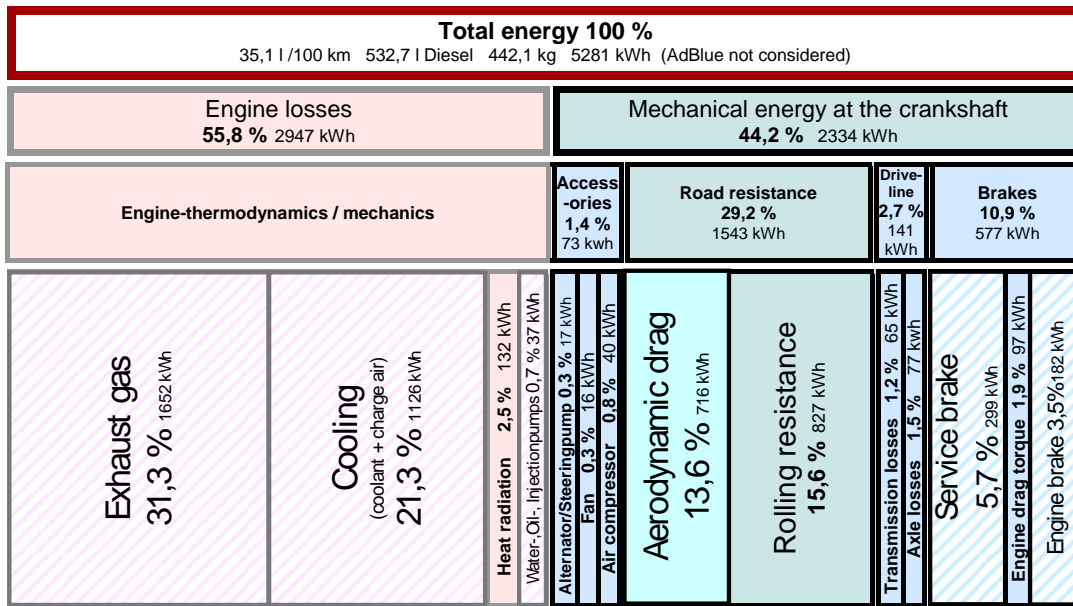 Total energy 100 %
35,1 l /100 km 532,7 l Diesel 442,1 kg 5281 kWh (AdBlue not considered)
Engine losses
55,8 % 2947 kWh
Mechanical energy at the crankshaft
44,2 % 2334 kWh
Engine-thermodynamics / mechanics
Access
-ories
1,4 %
73 kwh
Road resistance
29,2 %
1543 kWh
Drive-
line
2,7 %
141
kWh
Brakes
10,9 %
577 kWh
Exhaust gas
31,3 % 1652 kWh
Cooling
(coolant + charge air)
21,3 % 1126 kWh
Heat radiation 2,5 % 132 kWh
Water-,Oil-, Injectionpumps 0,7 % 37 kWh
Alternator/Steeringpump 0,3 % 17 kWh
Fan 0,3 % 16 kWh
Air compressor 0,8 % 40 kWh
Aerodynamic drag
13,6 % 716 kWh
Rolling resistance
15,6 % 827 kWh
Transmission losses 1,2 % 65 kWh
Axle losses 1,5 % 77 kWh
Service brake
5,7 % 299 kWh
Engine drag torque 1,9 % 97 kWh
Engine brake 3,5% 182 kWh